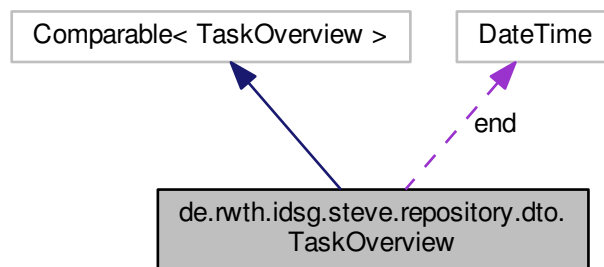 Comparable< TaskOverview >
DateTime
end
de.rwth.idsg.steve.repository.dto.
TaskOverview